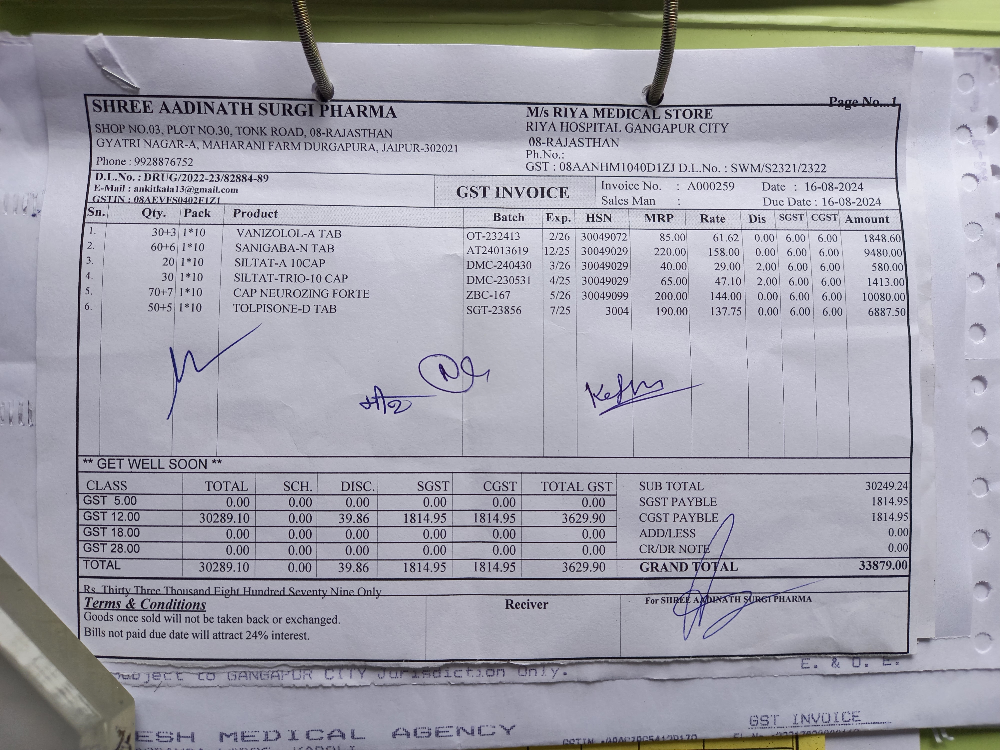 Page No...1
SHREE AADINATH SURGI PHARMA
SHOP NO.03, PLOT NO.30, TONK ROAD, 08-RAJASTHAN
GYATRI NAGAR-A, MAHARANI FARM DURGAPURA, JAIPUR-302021
Phone : 9928876752
D.L.No. : DRUG/2022-23/82884-89
E-Mail : ankitkala13@gmail.com
GSTIN : 08AEVFS0402F1Z1
M/s RIYA MEDICAL STORE
RIYA HOSPITAL GANGAPUR CITY
08-RAJASTHAN
Ph.No.:
GST : 08AANHM1040D1ZJ D.L.No. : SWM/S2321/2322
GST INVOICE
Invoice No. : A000259 Date : 16-08-2024
Sales Man : Due Date : 16-08-2024
Sn. Qty. Pack Product Batch Exp. HSN MRP Rate Dis SGST CGST Amount
1. 30+3 1*10 VANIZOLOL-A TAB OT-232413 2/26 30049072 85.00 61.62 0.00 6.00 6.00 1848.60
2. 60+6 1*10 SANIGABA-N TAB AT24013619 12/25 30049029 220.00 158.00 0.00 6.00 6.00 9480.00
3. 20 1*10 SILTAT-A 10CAP DMC-240430 3/26 30049029 40.00 29.00 2.00 6.00 6.00 580.00
4. 30 1*10 SILTAT-TRIO-10 CAP DMC-230531 4/25 30049029 65.00 47.10 2.00 6.00 6.00 1413.00
5. 70+7 1*10 CAP NEUROZING FORTE ZBC-167 5/26 30049099 200.00 144.00 0.00 6.00 6.00 10080.00
6. 50+5 1*10 TOLPISONE-D TAB SGT-23856 7/25 3004 190.00 137.75 0.00 6.00 6.00 6887.50
** GET WELL SOON **
CLASS TOTAL SCH. DISC. SGST CGST TOTAL GST
GST 5.00 0.00 0.00 0.00 0.00 0.00 0.00
GST 12.00 30289.10 0.00 39.86 1814.95 1814.95 3629.90
GST 18.00 0.00 0.00 0.00 0.00 0.00 0.00
GST 28.00 0.00 0.00 0.00 0.00 0.00 0.00
TOTAL 30289.10 0.00 39.86 1814.95 1814.95 3629.90
SUB TOTAL 30249.24
SGST PAYBLE 1814.95
CGST PAYBLE 1814.95
ADD/LESS 0.00
CR/DR NOTE 0.00
GRAND TOTAL 33879.00
Rs. Thirty Three Thousand Eight Hundred Seventy Nine Only
Terms & Conditions
Goods once sold will not be taken back or exchanged.
Bills not paid due date will attract 24% interest.
Reciver
For SHREE AADINATH SURGI PHARMA
E. & O. E.
to GANGAPUR CITY Jurisdiction Only.
GST INVOICE
MEDICAL AGENCY